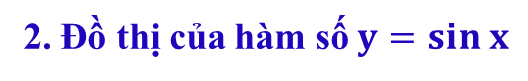 2. Đồ thị của hàm số y = sin x